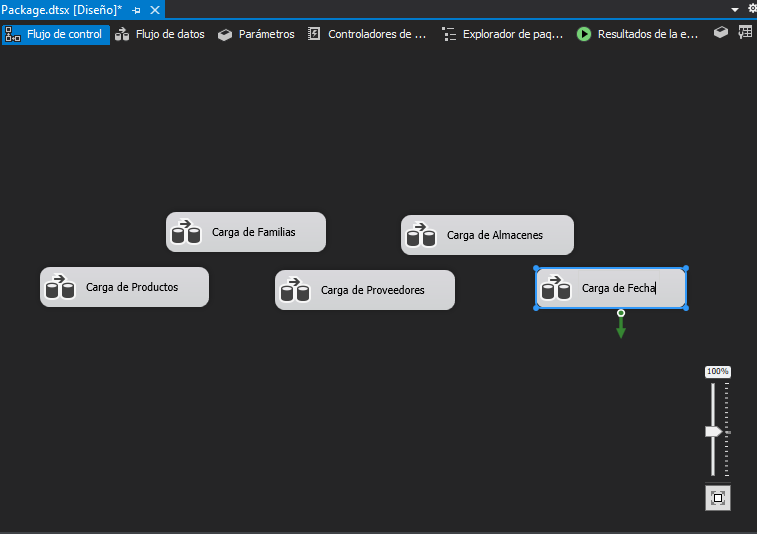 Package.dtsx [Diseño]*
Flujo de control
Flujo de datos
Parámetros
Controladores de ...
Explorador de paq...
Resultados de la e...
Carga de Familias
Carga de Almacenes
Carga de Productos
Carga de Proveedores
Carga de Fecha
100%